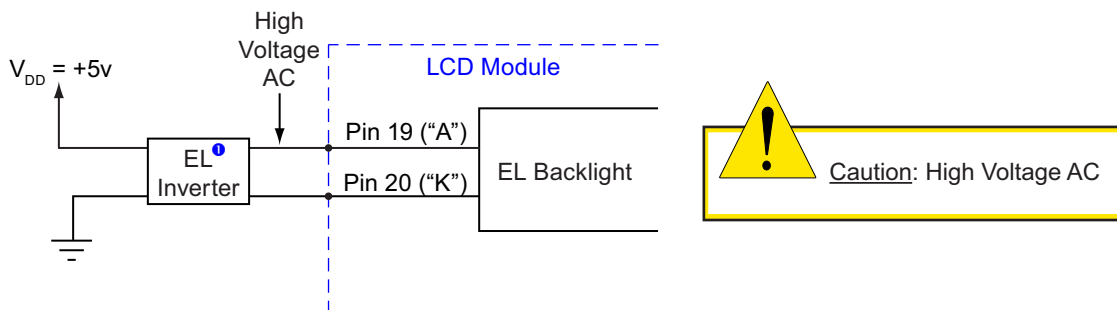 High
Voltage
AC
LCD Module
V_DD = +5v
Pin 19 (“A”)
EL❶
Inverter
EL Backlight
Pin 20 (“K”)
!
Caution: High Voltage AC